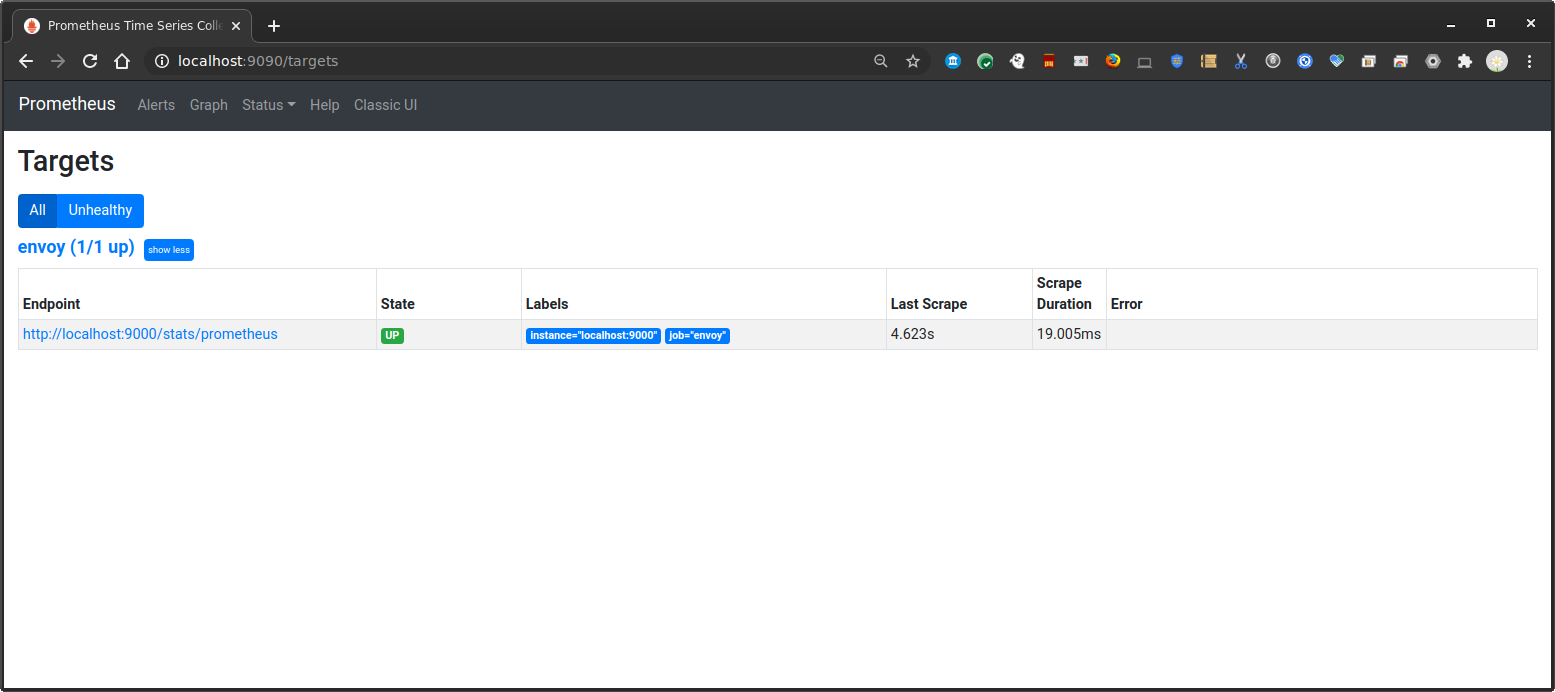 Prometheus Time Series Colle
localhost:9090/targets
Prometheus Alerts Graph Status Help Classic UI
Targets
All Unhealthy
envoy (1/1 up) show less
Endpoint State Labels Last Scrape Scrape Duration Error
http://localhost:9000/stats/prometheus UP instance="localhost:9000" job="envoy" 4.623s 19.005ms